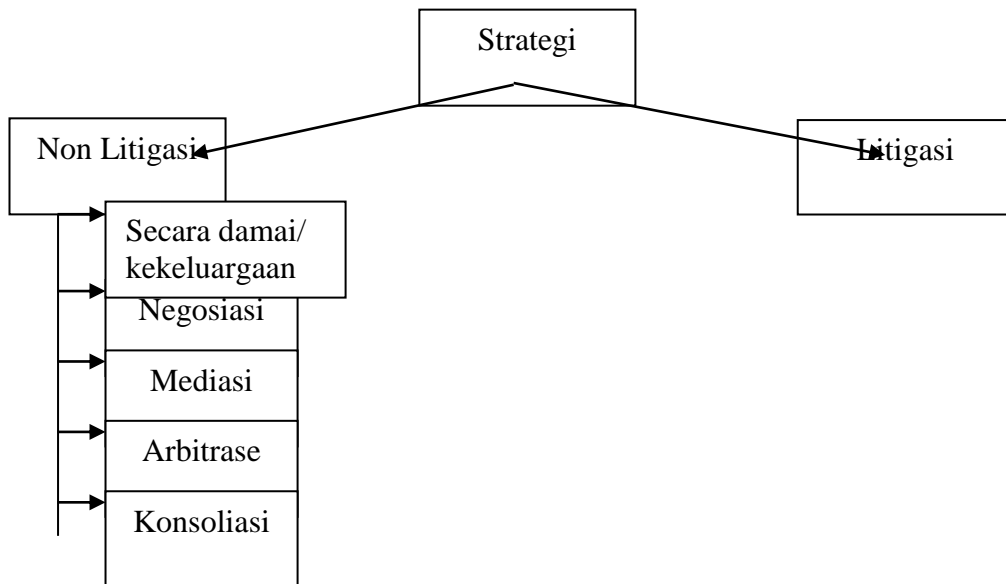 Strategi
Non Litigasi
Litigasi
Secara damai/
kekeluargaan
Negosiasi
Mediasi
Arbitrase
Konsoliasi